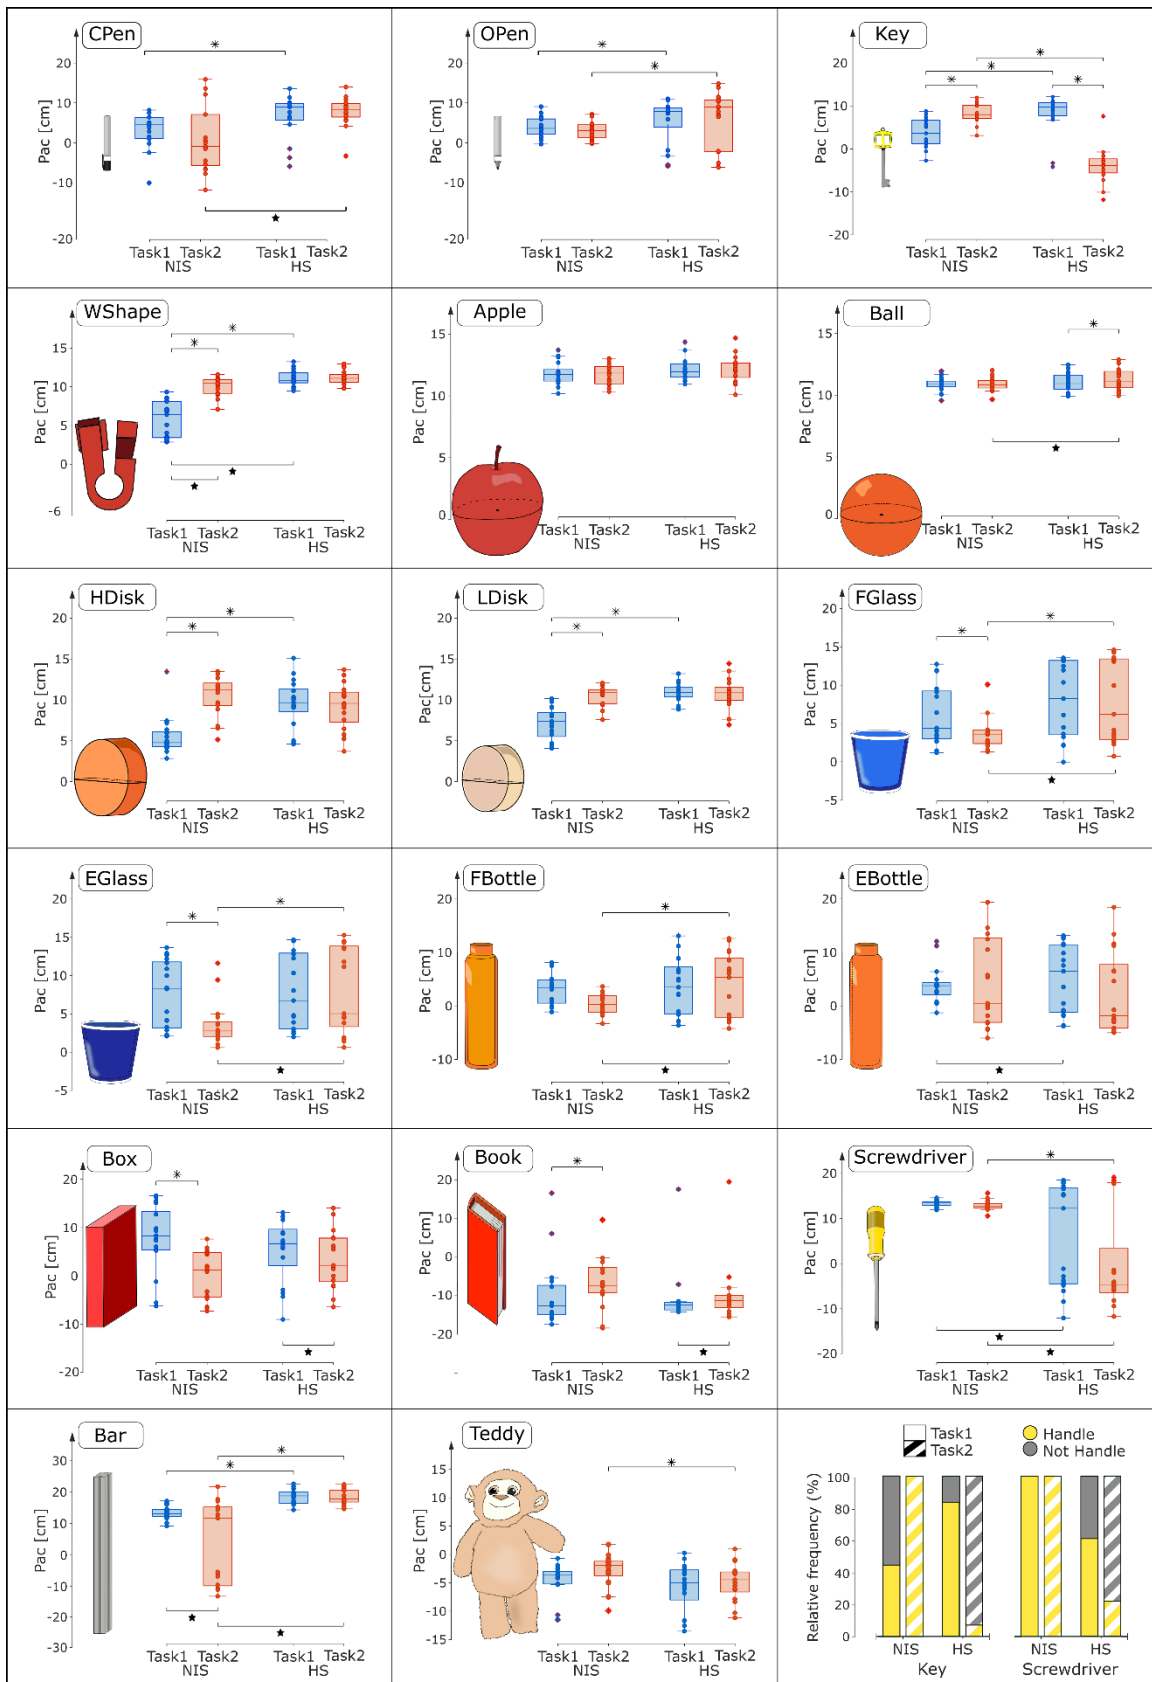 CPen
Pac [cm]
10
0
-10
-20
Task1 Task2 Task1 Task2
NIS HS
OPen
Pac [cm]
10
0
-10
-20
Task1 Task2 Task1 Task2
NIS HS
Key
Pac [cm]
10
0
-10
-20
Task1 Task2 Task1 Task2
NIS HS
WShape
Pac [cm]
15
10
5
0
-6
Task1 Task2 Task1 Task2
NIS HS
Apple
Pac [cm]
15
10
5
0
Task1 Task2 Task1 Task2
NIS HS
Ball
Pac [cm]
15
10
5
0
Task1 Task2 Task1 Task2
NIS HS
HDisk
Pac [cm]
20
15
10
5
0
Task1 Task2 Task1 Task2
NIS HS
LDisk
Pac[cm]
20
15
10
5
0
Task1 Task2 Task1 Task2
NIS HS
FGlass
Pac [cm]
20
15
10
5
0
-5
Task1 Task2 Task1 Task2
NIS HS
EGlass
Pac [cm]
20
15
10
5
0
-5
Task1 Task2 Task1 Task2
NIS HS
FBottle
Pac [cm]
20
10
0
-10
Task1 Task2 Task1 Task2
NIS HS
EBottle
Pac [cm]
20
10
0
-10
Task1 Task2 Task1 Task2
NIS HS
Box
Pac [cm]
20
10
0
-10
-20
Task1 Task2 Task1 Task2
NIS HS
Book
Pac [cm]
20
10
0
-10
-20
Task1 Task2 Task1 Task2
NIS HS
Screwdriver
Pac [cm]
20
10
0
-10
-20
Task1 Task2 Task1 Task2
NIS HS
Bar
Pac [cm]
30
20
10
0
-10
-20
-30
Task1 Task2 Task1 Task2
NIS HS
Teddy
Pac [cm]
15
10
5
0
-5
-10
-15
Task1 Task2 Task1 Task2
NIS HS
Task1
Task2
Handle
Not Handle
Relative frequency (%)
100
80
60
40
20
0
NIS HS NIS HS
Key Screwdriver